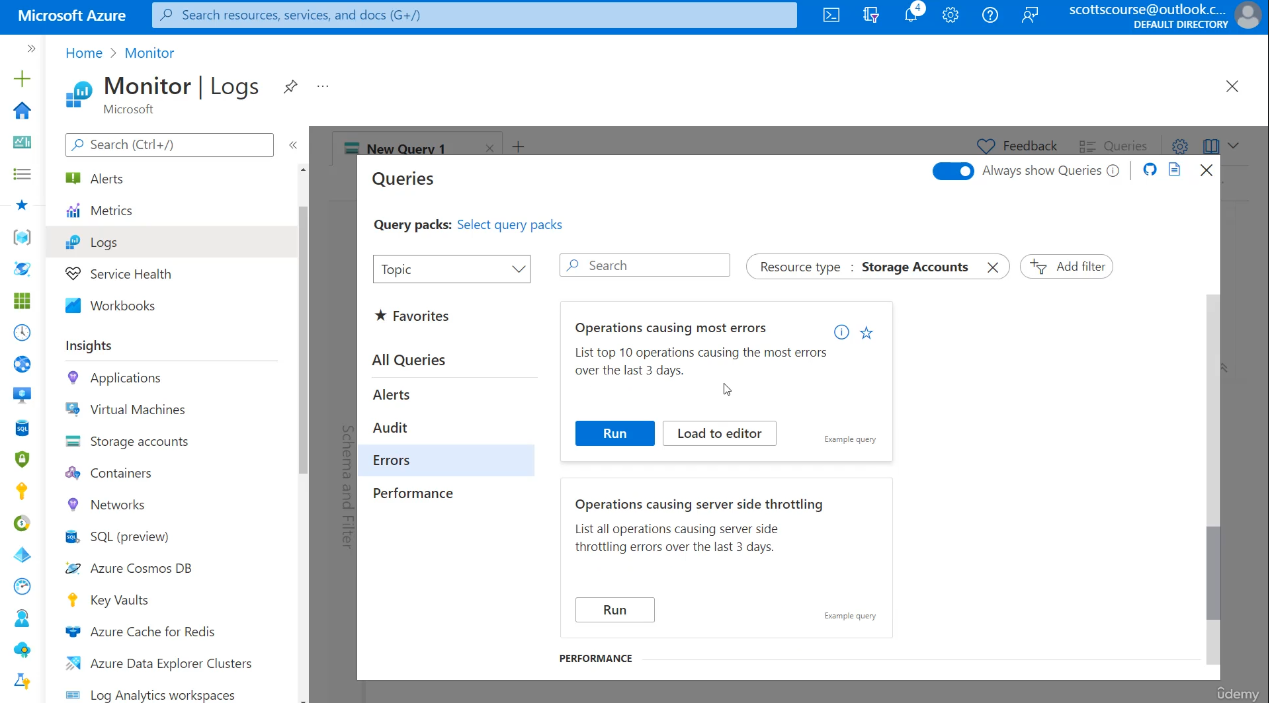 Microsoft Azure
Search resources, services, and docs (G+/)
4
scottscourse@outlook.c...
DEFAULT DIRECTORY
Home > Monitor
Monitor | Logs
...
Microsoft
Search (Ctrl+/)
Alerts
Metrics
Logs
Service Health
Workbooks
Insights
Applications
Virtual Machines
Storage accounts
Containers
Networks
SQL (preview)
Azure Cosmos DB
Key Vaults
Azure Cache for Redis
Azure Data Explorer Clusters
Log Analytics workspaces
New Query 1
Feedback
Queries
Schema and Filter
Queries
Always show Queries
Query packs: Select query packs
Topic
Search
Resource type : Storage Accounts
Add filter
Favorites
All Queries
Alerts
Audit
Errors
Performance
Operations causing most errors
List top 10 operations causing the most errors
over the last 3 days.
Run
Load to editor
Example query
Operations causing server side throttling
List all operations causing server side
throttling errors over the last 3 days.
Run
Example query
PERFORMANCE
SQL
ûdemy